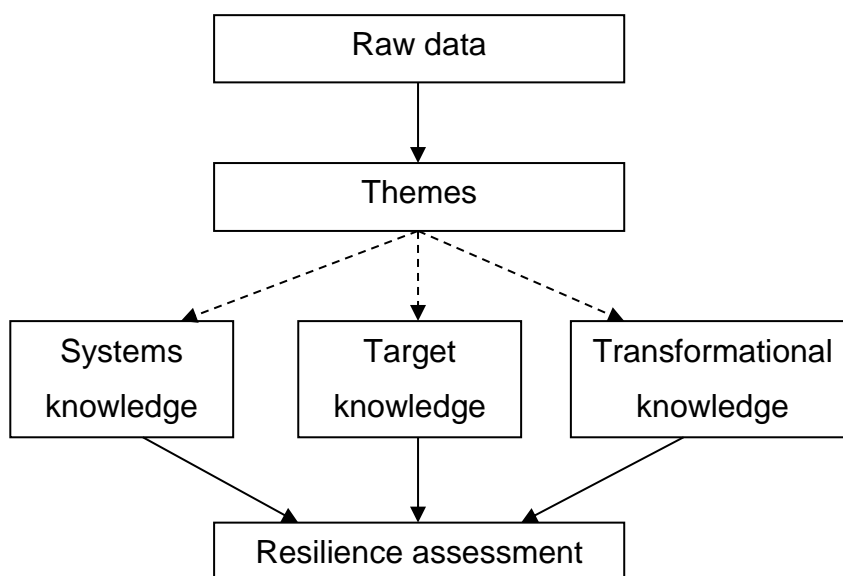 Raw data
Themes
Systems
knowledge
Target
knowledge
Transformational
knowledge
Resilience assessment